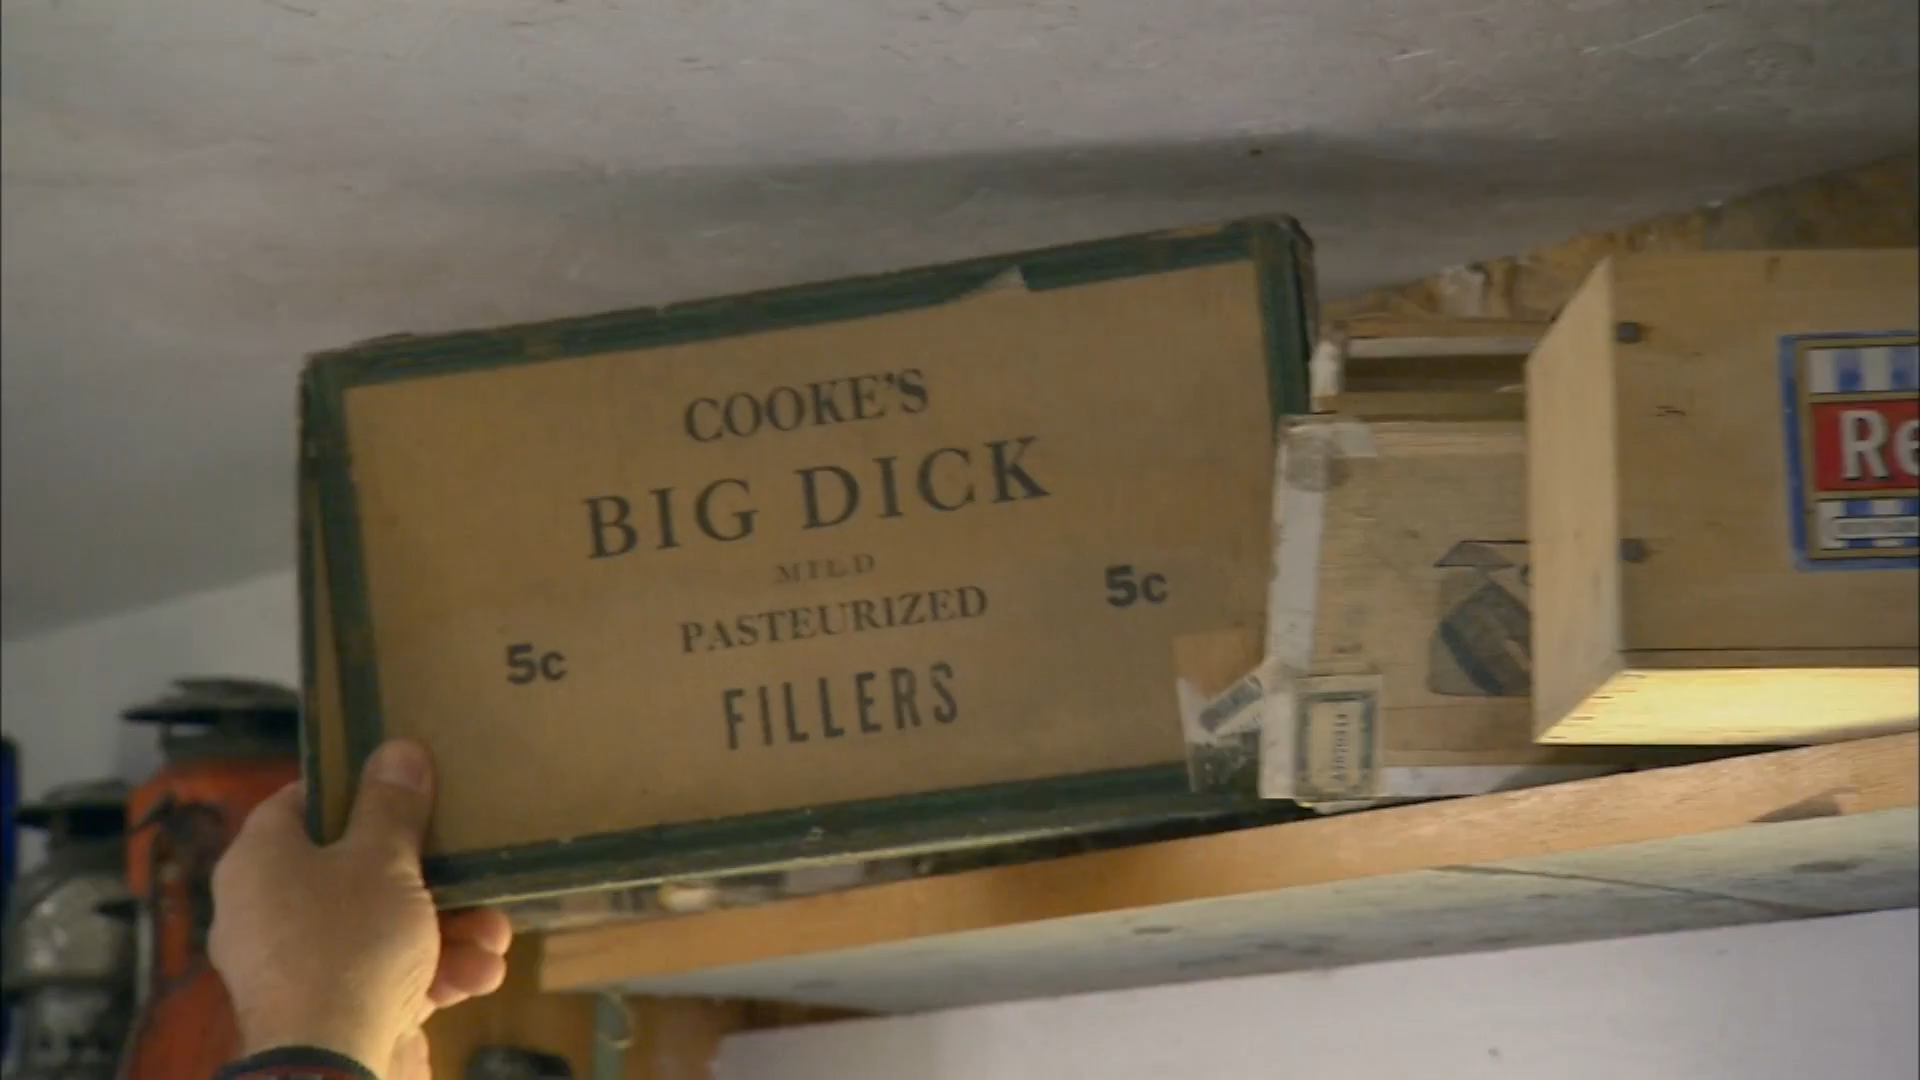 COOKE'S
BIG DICK
MILD
PASTEURIZED
5c 5c
FILLERS
Re